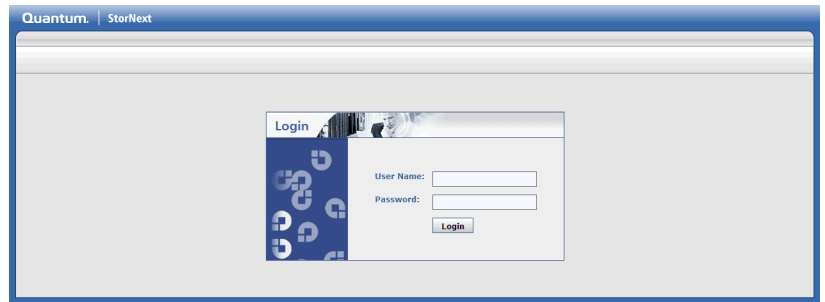 Quantum. | StorNext
Login
User Name:
Password:
Login